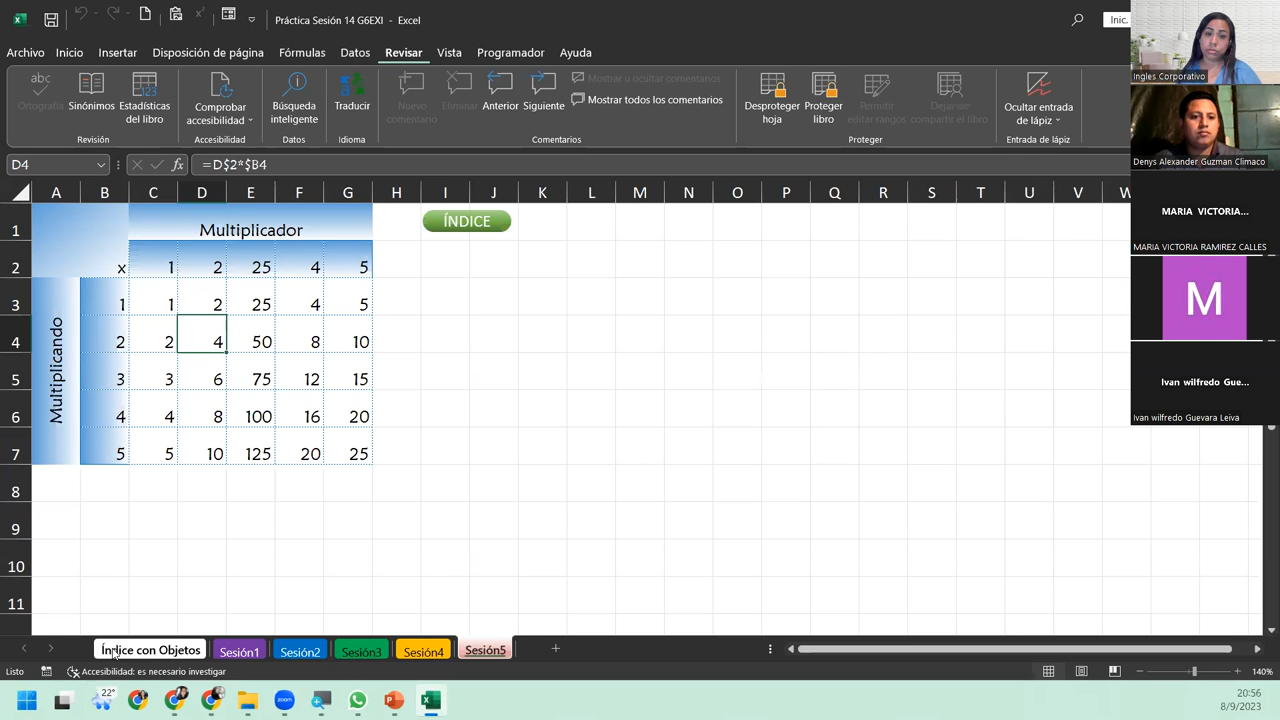 Práctica Sesión 14 G6EXI - Excel
Inic.
Archivo Inicio Insertar Disposición de página Fórmulas Datos Revisar Vista Programador Ayuda
Ortografía
Sinónimos
Estadísticas del libro
Revisión
Comprobar accesibilidad
Accesibilidad
Búsqueda inteligente
Datos
Traducir
Idioma
Nuevo comentario
Eliminar
Anterior
Siguiente
Mostrar u ocultar comentarios
Mostrar todos los comentarios
Comentarios
Desproteger hoja
Proteger libro
Permitir editar rangos
Dejar de compartir el libro
Proteger
Ocultar entrada de lápiz
Entrada de lápiz
D4 fx =D$2*$B4
A B C D E F G H I J K L M N O P Q R S T U V W
1 Multiplicador ÍNDICE
2 x 1 2 25 4 5
3 1 1 2 25 4 5
4 2 2 4 50 8 10
5 3 3 6 75 12 15
6 4 4 8 100 16 20
7 5 5 10 125 20 25
Multiplicando
8
9
10
11
Índice con Objetos Sesión1 Sesión2 Sesión3 Sesión4 Sesión5
Listo Accesibilidad: es necesario investigar 140%
22°
zoom
20:56
8/9/2023
Ingles Corporativo
Denys Alexander Guzman Climaco
MARIA VICTORIA...
MARIA VICTORIA RAMIREZ CALLES
M
Ivan wilfredo Gue...
Ivan wilfredo Guevara Leiva